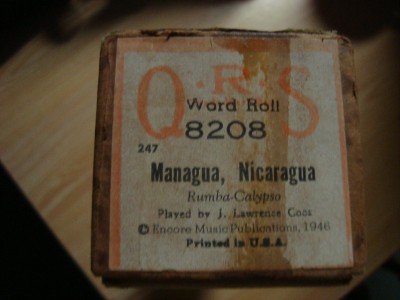 Q·R·S
Word Roll
8208
247
Managua, Nicaragua
Rumba-Calypso
Played by J. Lawrence Cook
© Encore Music Publications, 1946
Printed in U.S.A.